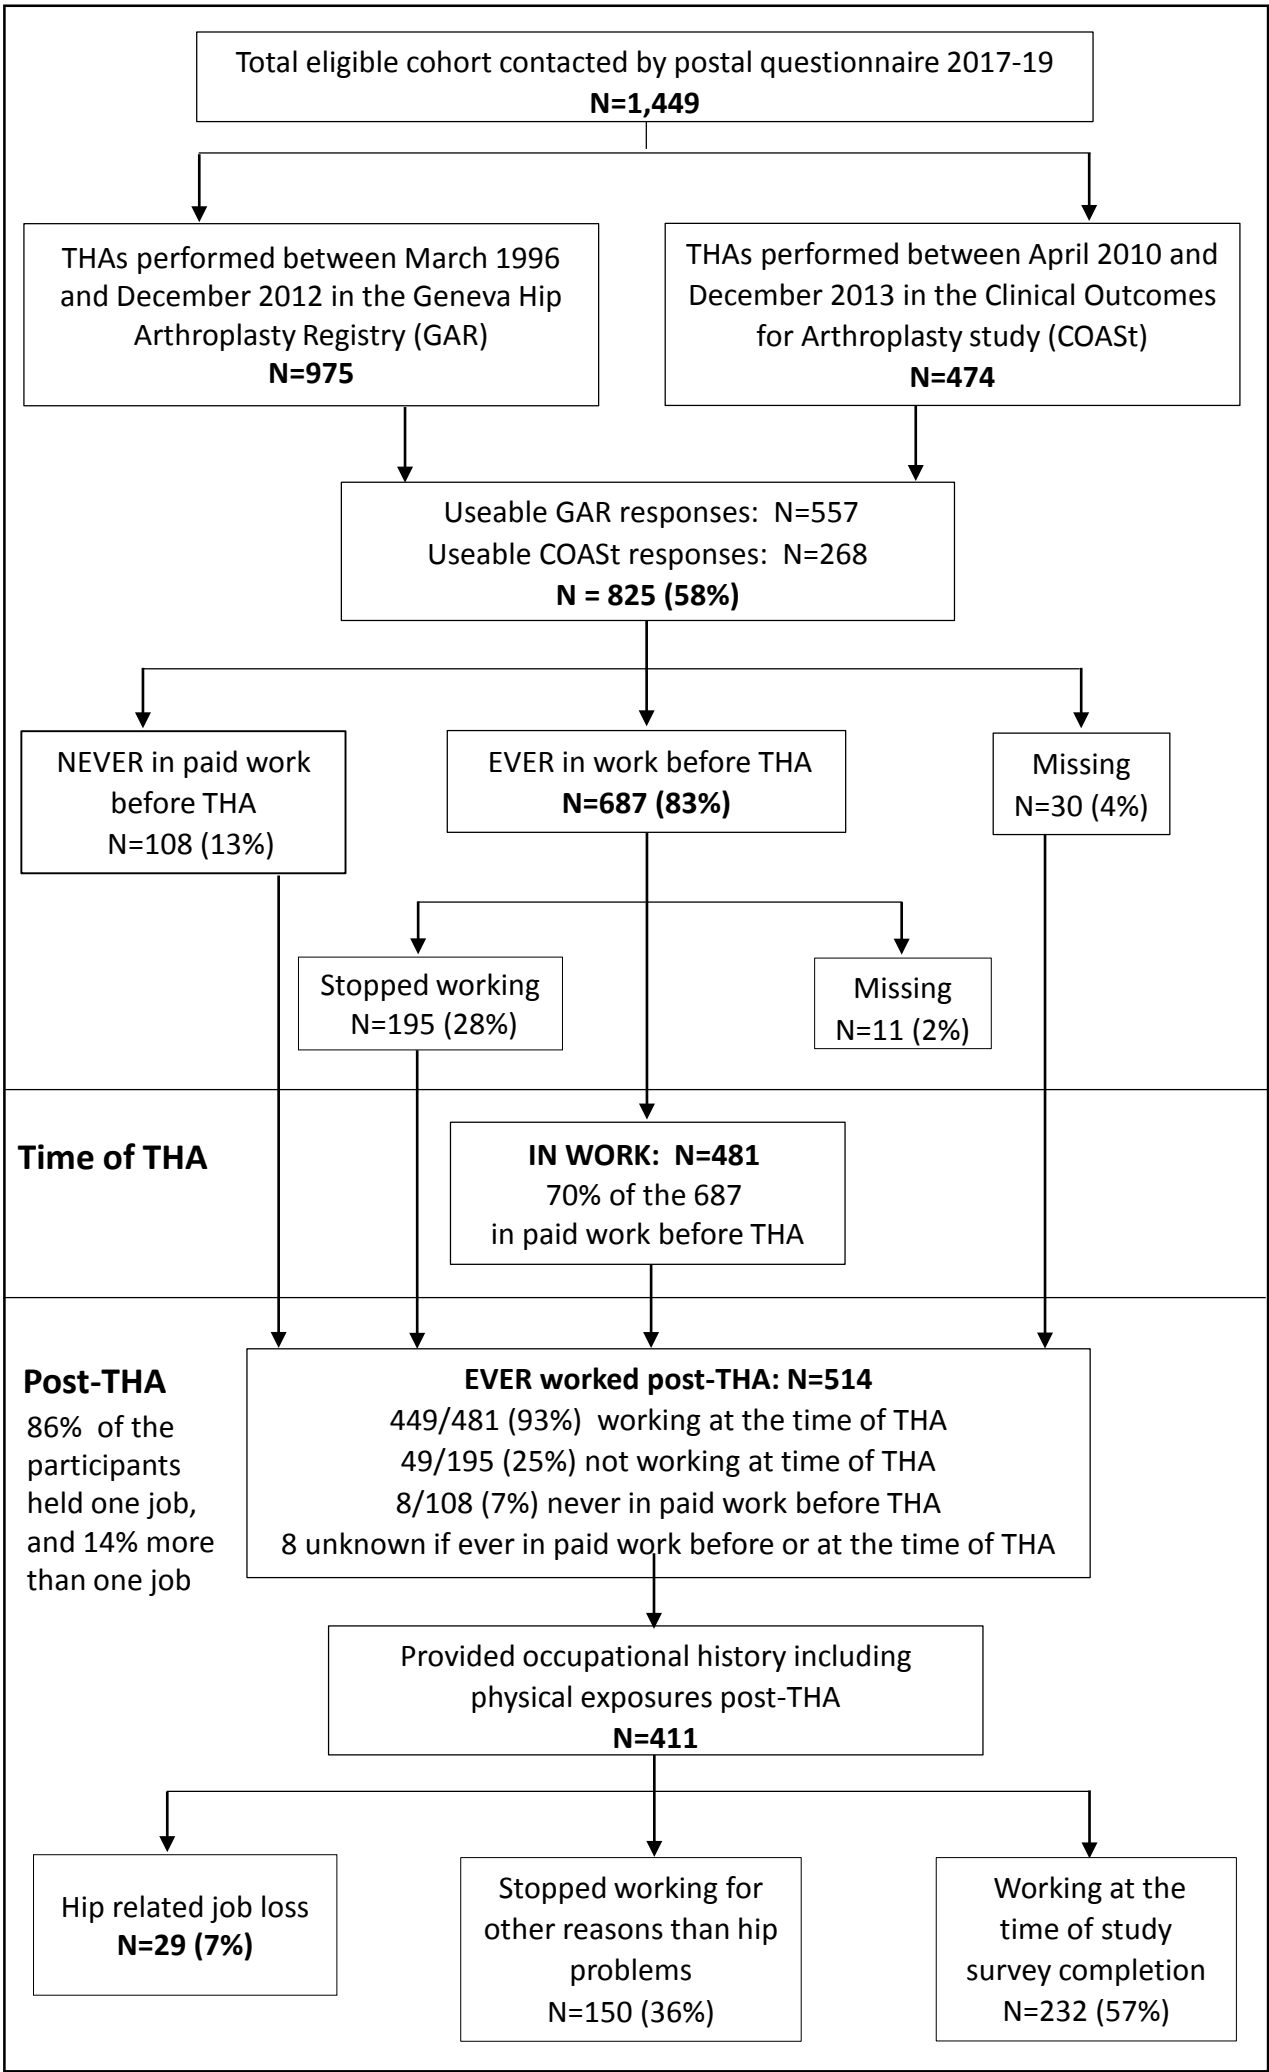 Total eligible cohort contacted by postal questionnaire 2017-19
N=1,449
THAs performed between March 1996
and December 2012 in the Geneva Hip
Arthroplasty Registry (GAR)
N=975
THAs performed between April 2010 and
December 2013 in the Clinical Outcomes
for Arthroplasty study (COASt)
N=474
Useable GAR responses:  N=557
Useable COASt responses:  N=268
N = 825 (58%)
NEVER in paid work
before THA
N=108 (13%)
EVER in work before THA
N=687 (83%)
Missing
N=30 (4%)
Stopped working
N=195 (28%)
Missing
N=11 (2%)
Time of THA
IN WORK:  N=481
70% of the 687
in paid work before THA
Post-THA
86%  of the
participants
held one job,
and 14% more
than one job
EVER worked post-THA: N=514
449/481 (93%)  working at the time of THA
49/195 (25%) not working at time of THA
8/108 (7%) never in paid work before THA
8 unknown if ever in paid work before or at the time of THA
Provided occupational history including
physical exposures post-THA
N=411
Hip related job loss
N=29 (7%)
Stopped working for
other reasons than hip
problems
N=150 (36%)
Working at the
time of study
survey completion
N=232 (57%)